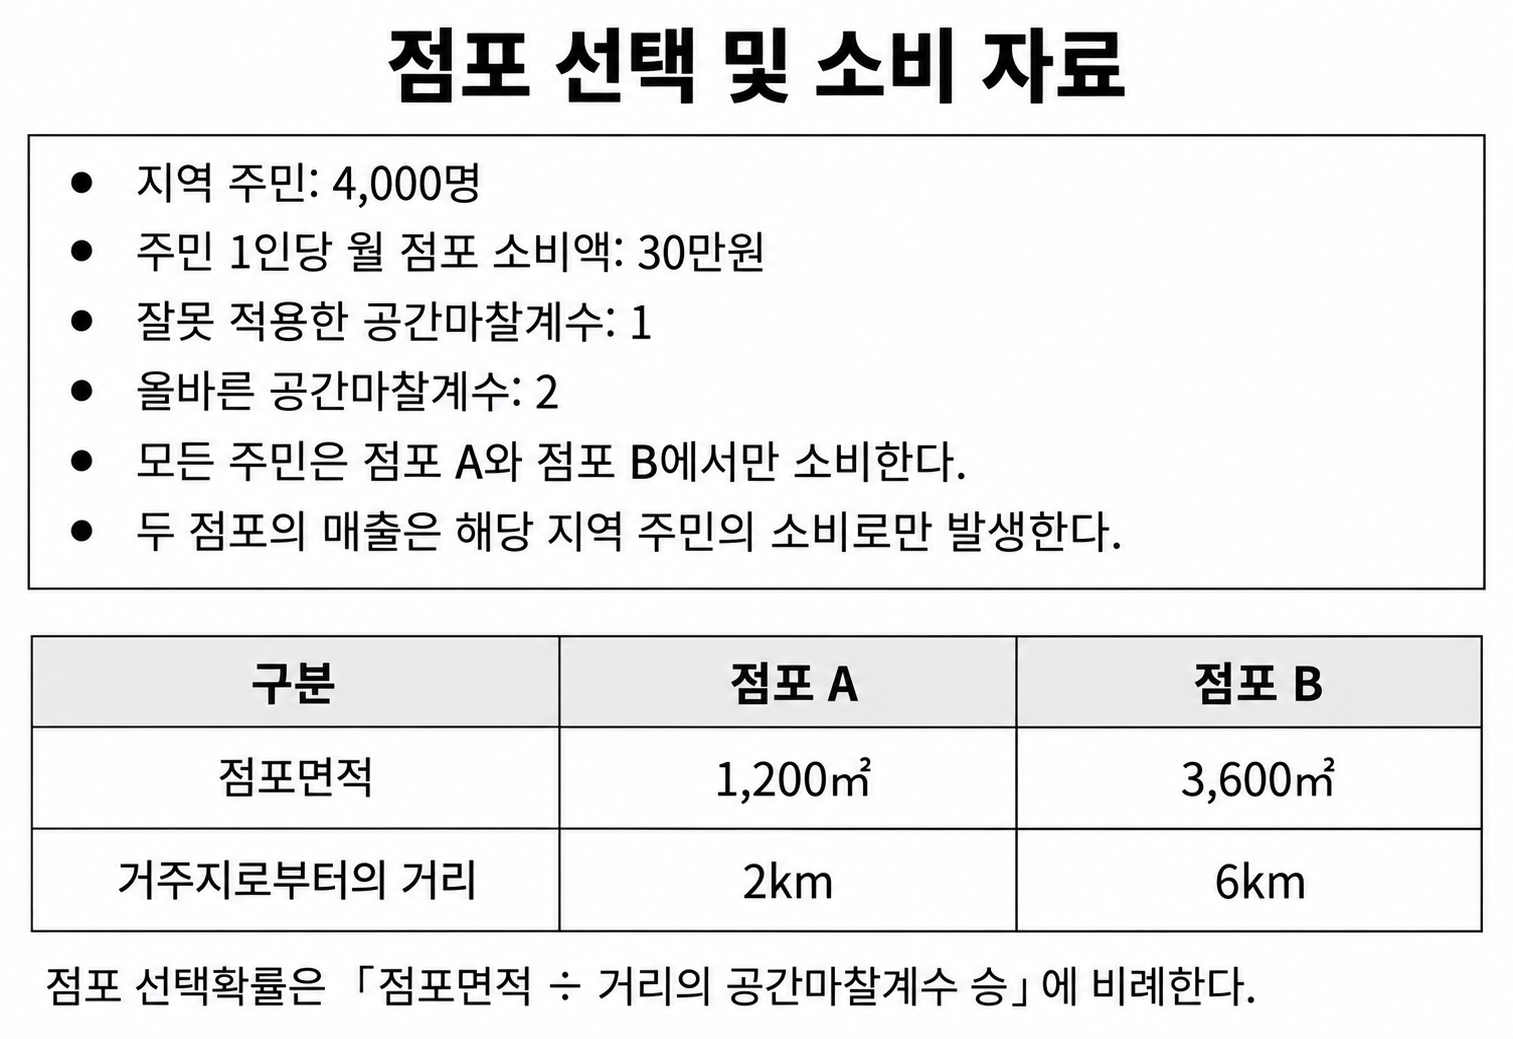 점포 선택 및 소비 자료
● 지역 주민: 4,000명
● 주민 1인당 월 점포 소비액: 30만원
● 잘못 적용한 공간마찰계수: 1
● 올바른 공간마찰계수: 2
● 모든 주민은 점포 A와 점포 B에서만 소비한다.
● 두 점포의 매출은 해당 지역 주민의 소비로만 발생한다.
구분 점포 A 점포 B
점포면적 1,200㎡ 3,600㎡
거주지로부터의 거리 2km 6km
점포 선택확률은 「점포면적 ÷ 거리의 공간마찰계수 승」에 비례한다.